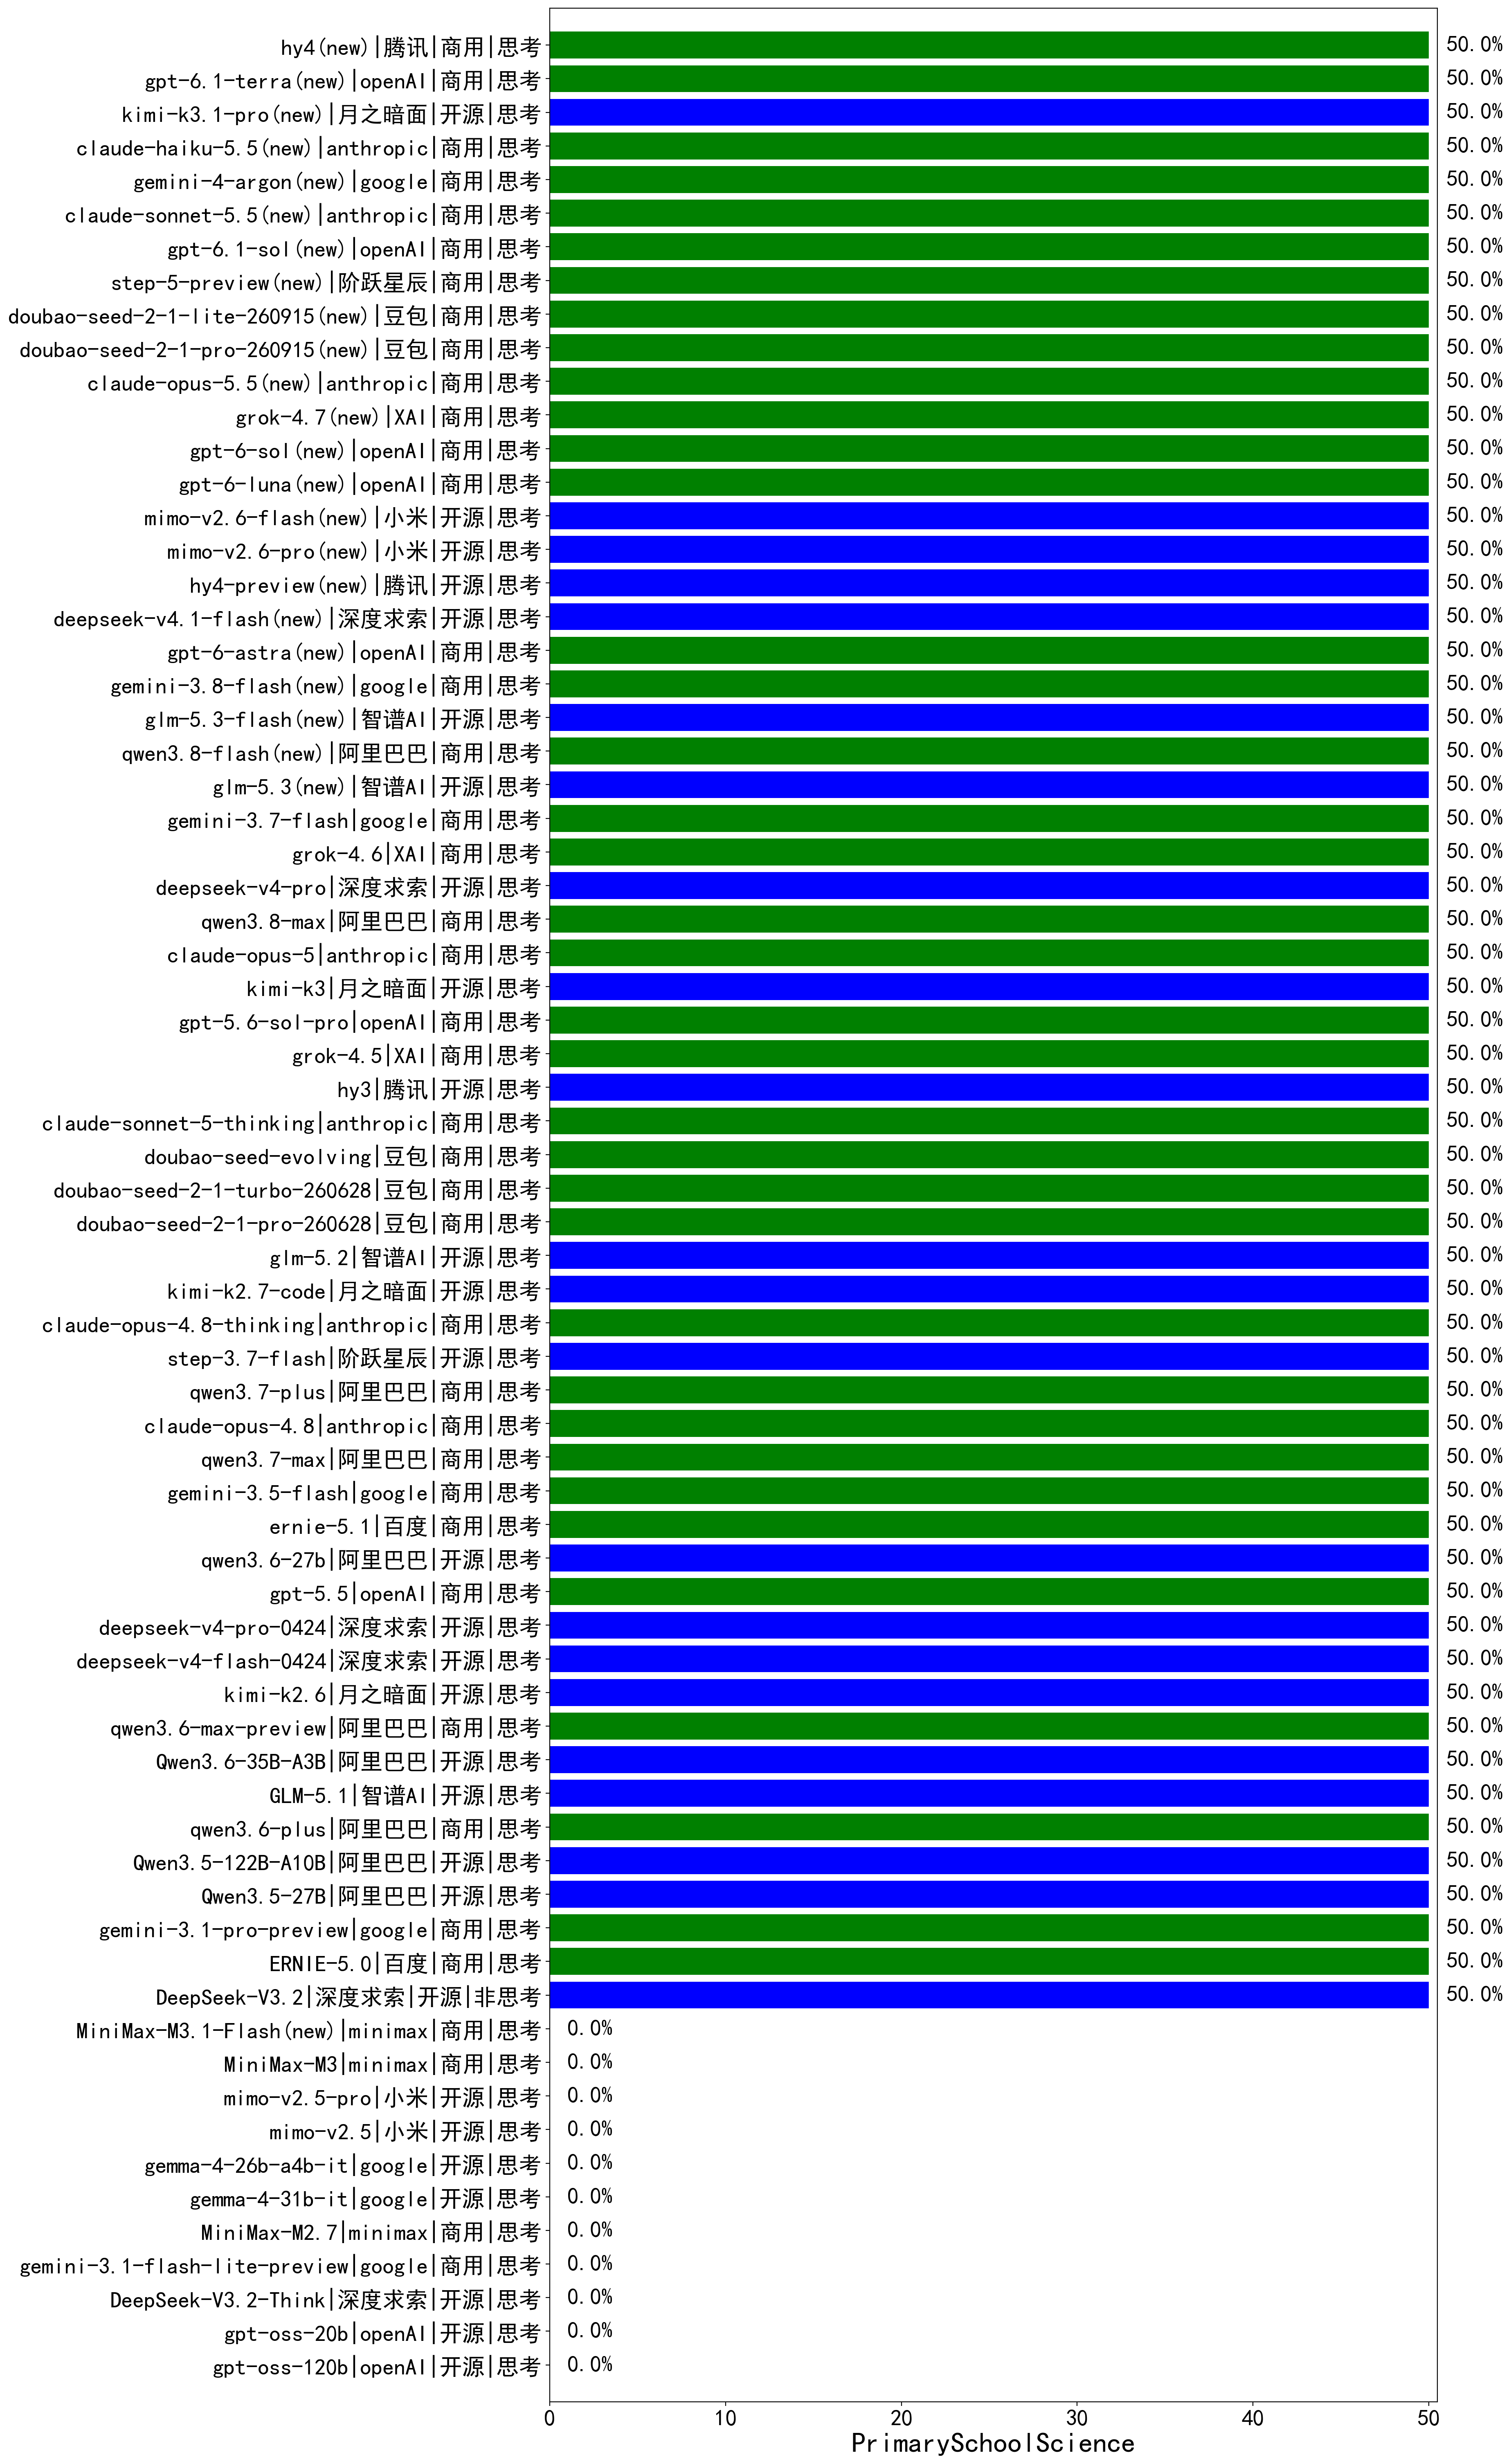 hy4(new)|腾讯|商用|思考 50.0%
gpt-6.1-terra(new)|openAI|商用|思考 50.0%
kimi-k3.1-pro(new)|月之暗面|开源|思考 50.0%
claude-haiku-5.5(new)|anthropic|商用|思考 50.0%
gemini-4-argon(new)|google|商用|思考 50.0%
claude-sonnet-5.5(new)|anthropic|商用|思考 50.0%
gpt-6.1-sol(new)|openAI|商用|思考 50.0%
step-5-preview(new)|阶跃星辰|商用|思考 50.0%
doubao-seed-2-1-lite-260915(new)|豆包|商用|思考 50.0%
doubao-seed-2-1-pro-260915(new)|豆包|商用|思考 50.0%
claude-opus-5.5(new)|anthropic|商用|思考 50.0%
grok-4.7(new)|XAI|商用|思考 50.0%
gpt-6-sol(new)|openAI|商用|思考 50.0%
gpt-6-luna(new)|openAI|商用|思考 50.0%
mimo-v2.6-flash(new)|小米|开源|思考 50.0%
mimo-v2.6-pro(new)|小米|开源|思考 50.0%
hy4-preview(new)|腾讯|开源|思考 50.0%
deepseek-v4.1-flash(new)|深度求索|开源|思考 50.0%
gpt-6-astra(new)|openAI|商用|思考 50.0%
gemini-3.8-flash(new)|google|商用|思考 50.0%
glm-5.3-flash(new)|智谱AI|开源|思考 50.0%
qwen3.8-flash(new)|阿里巴巴|商用|思考 50.0%
glm-5.3(new)|智谱AI|开源|思考 50.0%
gemini-3.7-flash|google|商用|思考 50.0%
grok-4.6|XAI|商用|思考 50.0%
deepseek-v4-pro|深度求索|开源|思考 50.0%
qwen3.8-max|阿里巴巴|商用|思考 50.0%
claude-opus-5|anthropic|商用|思考 50.0%
kimi-k3|月之暗面|开源|思考 50.0%
gpt-5.6-sol-pro|openAI|商用|思考 50.0%
grok-4.5|XAI|商用|思考 50.0%
hy3|腾讯|开源|思考 50.0%
claude-sonnet-5-thinking|anthropic|商用|思考 50.0%
doubao-seed-evolving|豆包|商用|思考 50.0%
doubao-seed-2-1-turbo-260628|豆包|商用|思考 50.0%
doubao-seed-2-1-pro-260628|豆包|商用|思考 50.0%
glm-5.2|智谱AI|开源|思考 50.0%
kimi-k2.7-code|月之暗面|开源|思考 50.0%
claude-opus-4.8-thinking|anthropic|商用|思考 50.0%
step-3.7-flash|阶跃星辰|开源|思考 50.0%
qwen3.7-plus|阿里巴巴|商用|思考 50.0%
claude-opus-4.8|anthropic|商用|思考 50.0%
qwen3.7-max|阿里巴巴|商用|思考 50.0%
gemini-3.5-flash|google|商用|思考 50.0%
ernie-5.1|百度|商用|思考 50.0%
qwen3.6-27b|阿里巴巴|开源|思考 50.0%
gpt-5.5|openAI|商用|思考 50.0%
deepseek-v4-pro-0424|深度求索|开源|思考 50.0%
deepseek-v4-flash-0424|深度求索|开源|思考 50.0%
kimi-k2.6|月之暗面|开源|思考 50.0%
qwen3.6-max-preview|阿里巴巴|商用|思考 50.0%
Qwen3.6-35B-A3B|阿里巴巴|开源|思考 50.0%
GLM-5.1|智谱AI|开源|思考 50.0%
qwen3.6-plus|阿里巴巴|商用|思考 50.0%
Qwen3.5-122B-A10B|阿里巴巴|开源|思考 50.0%
Qwen3.5-27B|阿里巴巴|开源|思考 50.0%
gemini-3.1-pro-preview|google|商用|思考 50.0%
ERNIE-5.0|百度|商用|思考 50.0%
DeepSeek-V3.2|深度求索|开源|非思考 50.0%
MiniMax-M3.1-Flash(new)|minimax|商用|思考 0.0%
MiniMax-M3|minimax|商用|思考 0.0%
mimo-v2.5-pro|小米|开源|思考 0.0%
mimo-v2.5|小米|开源|思考 0.0%
gemma-4-26b-a4b-it|google|开源|思考 0.0%
gemma-4-31b-it|google|开源|思考 0.0%
MiniMax-M2.7|minimax|商用|思考 0.0%
gemini-3.1-flash-lite-preview|google|商用|思考 0.0%
DeepSeek-V3.2-Think|深度求索|开源|思考 0.0%
gpt-oss-20b|openAI|开源|思考 0.0%
gpt-oss-120b|openAI|开源|思考 0.0%
0 10 20 30 40 50
PrimarySchoolScience